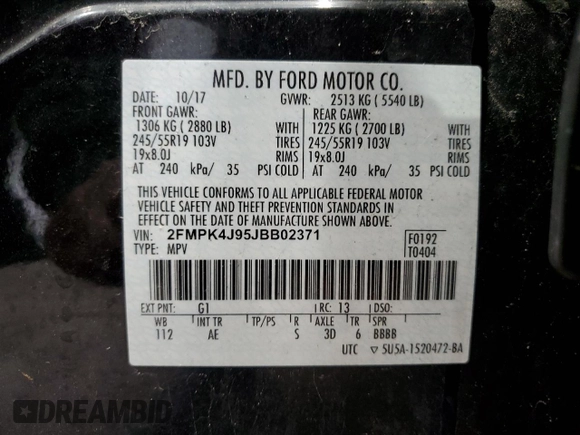 MFD. BY FORD MOTOR CO.
DATE: 10/17 GVWR: 2513 KG ( 5540 LB)
FRONT GAWR: REAR GAWR:
1306 KG ( 2880 LB) WITH 1225 KG ( 2700 LB) WITH
245/55R19 103V TIRES 245/55R19 103V TIRES
19x8.0J RIMS 19x8.0J RIMS
AT 240 kPa/ 35 PSI COLD AT 240 kPa/ 35 PSI COLD
THIS VEHICLE CONFORMS TO ALL APPLICABLE FEDERAL MOTOR
VEHICLE SAFETY AND THEFT PREVENTION STANDARDS IN
EFFECT ON THE DATE OF MANUFACTURE SHOWN ABOVE.
VIN: 2FMPK4J95JBB02371 F0192
TYPE: MPV T0404
EXT PNT: G1 RC: 13 DSO:
WB INT TR TP/PS R AXLE TR SPR
112 AE S 3D 6 BBBB
UTC ▽ 5U5A-1520472-BA
DREAMBID